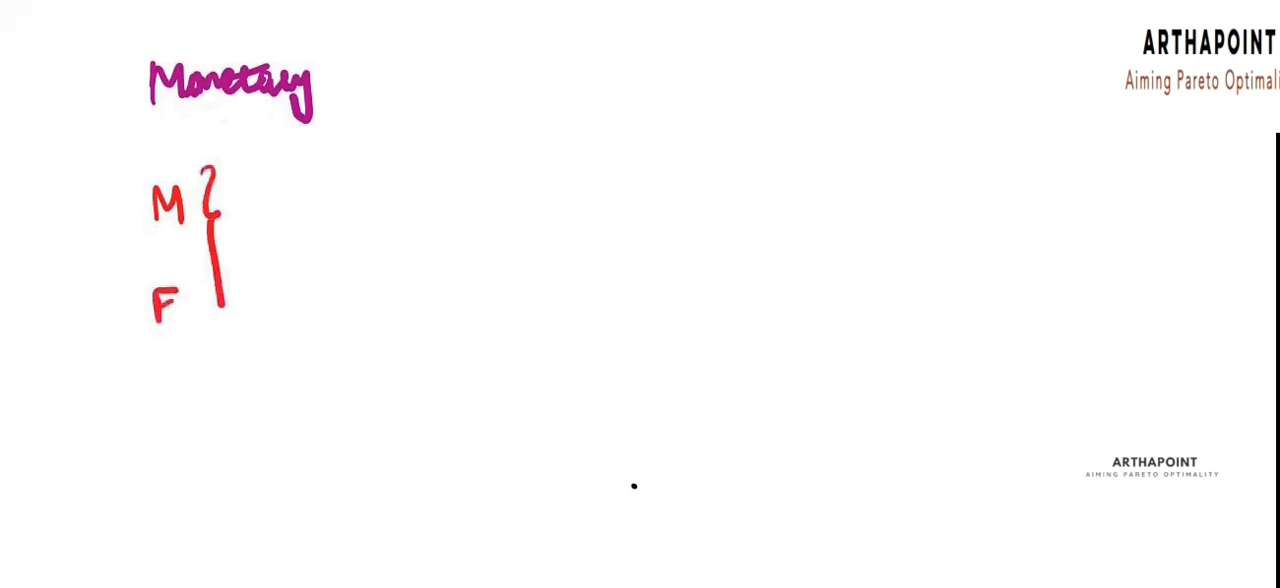 ARTHAPOINT
Aiming Pareto Optimali
Monetary
M {
F
ARTHAPOINT
AIMING PARETO OPTIMALITY